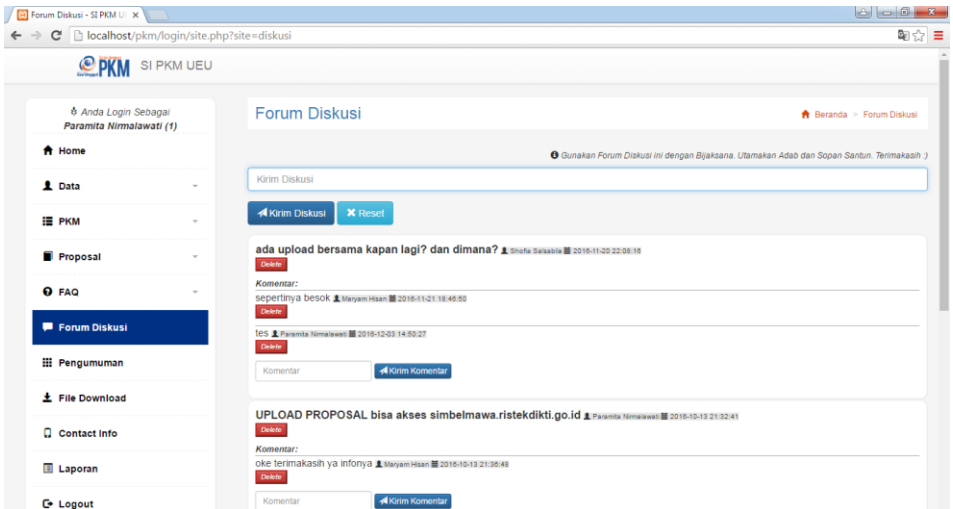 Forum Diskusi - SI PKM U
localhost/pkm/login/site.php?site=diskusi
PKM SI PKM UEU
Anda Login Sebagai
Paramita Nirmalawati (1)
Home
Data
PKM
Proposal
FAQ
Forum Diskusi
Pengumuman
File Download
Contact Info
Laporan
Logout
Forum Diskusi
Beranda > Forum Diskusi
Gunakan Forum Diskusi ini dengan Bijaksana. Utamakan Adab dan Sopan Santun. Terimakasih :)
Kirim Diskusi
Kirim Diskusi Reset
ada upload bersama kapan lagi? dan dimana? Shofia Salsabila 2016-11-20 22:08:16
Delete
Komentar:
sepertinya besok Maryam Hisan 2016-11-21 18:46:50
Delete
tes Paramita Nirmalawati 2016-12-03 14:50:27
Delete
Komentar Kirim Komentar
UPLOAD PROPOSAL bisa akses simbelmawa.ristekdikti.go.id Paramita Nirmalawati 2016-10-13 21:32:41
Delete
Komentar:
oke terimakasih ya infonya Maryam Hisan 2016-10-13 21:36:48
Delete
Komentar Kirim Komentar